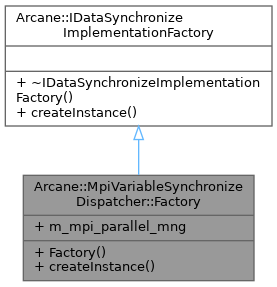 Arcane::IDataSynchronize
ImplementationFactory
+ ~IDataSynchronizeImplementation
Factory()
+ createInstance()
Arcane::MpiVariableSynchronize
Dispatcher::Factory
+ m_mpi_parallel_mng
+ Factory()
+ createInstance()